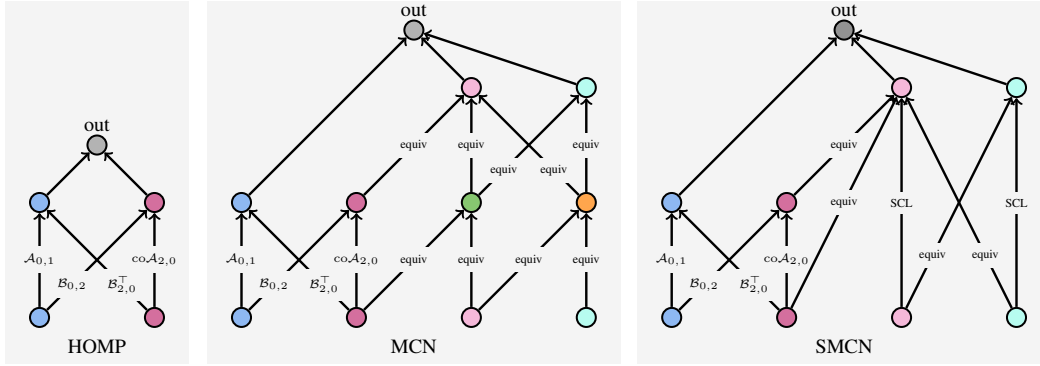 out
out
out
equiv
equiv
equiv
equiv
equiv
equiv
equiv
SCL
SCL
𝒜₀,₁
co𝒜₂,₀
equiv
equiv
equiv
equiv
ℬ₀,₂
ℬ⊤₂,₀
𝒜₀,₁
co𝒜₂,₀
ℬ₀,₂
ℬ⊤₂,₀
𝒜₀,₁
co𝒜₂,₀
equiv
equiv
ℬ₀,₂
ℬ⊤₂,₀
HOMP
MCN
SMCN